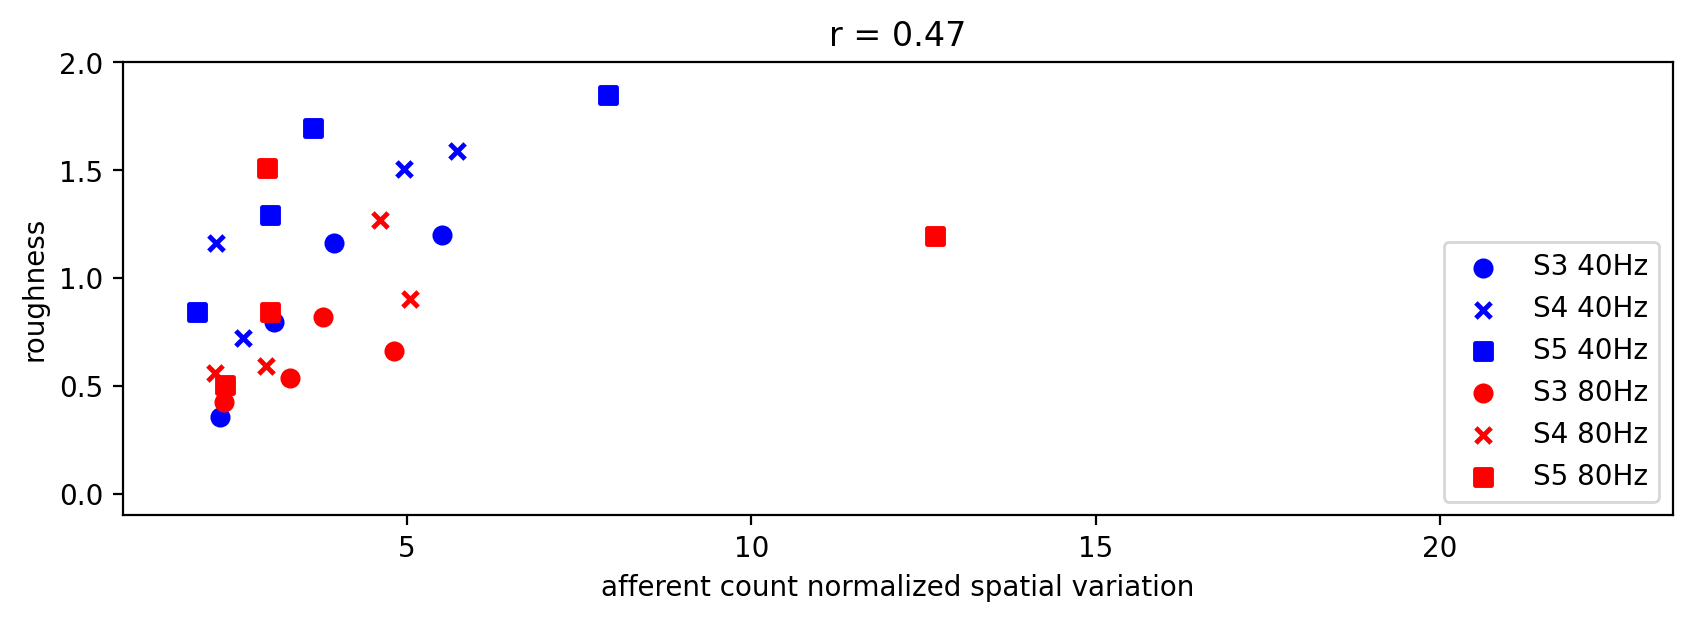 r = 0.47
2.0
1.5
1.0
0.5
0.0
roughness
5
10
15
20
afferent count normalized spatial variation
S3 40Hz
S4 40Hz
S5 40Hz
S3 80Hz
S4 80Hz
S5 80Hz